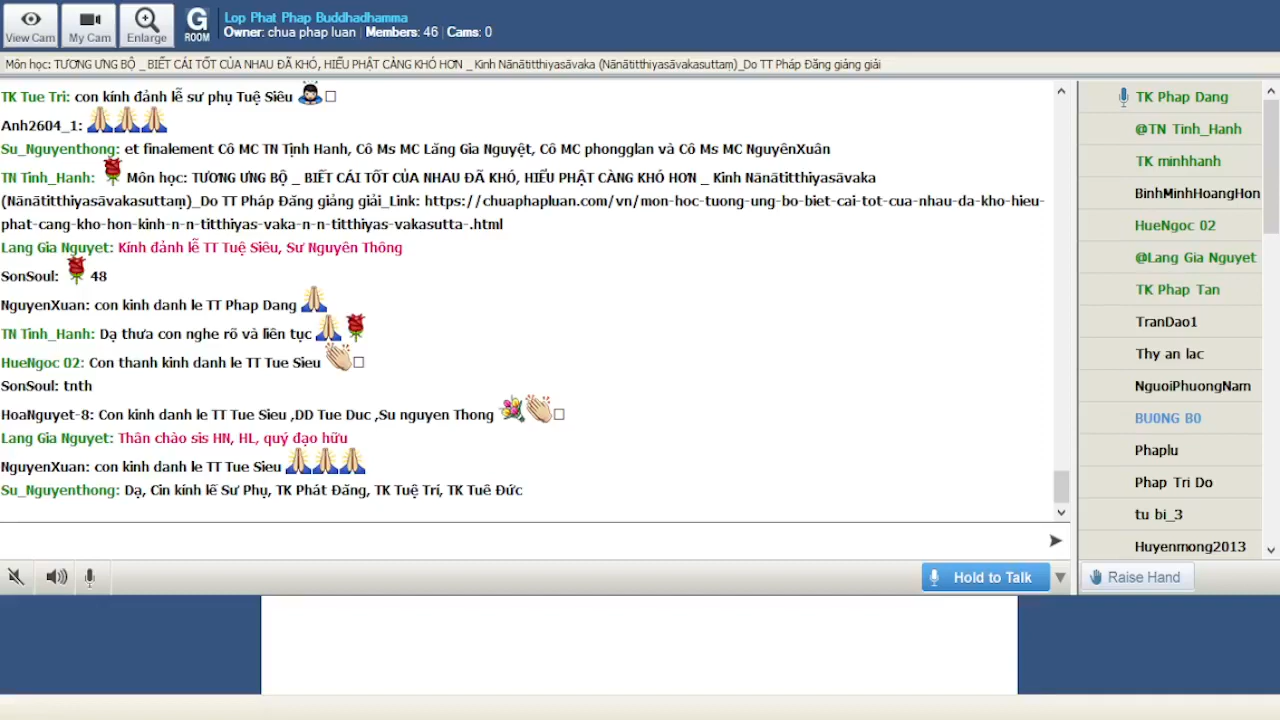 View Cam
My Cam
Enlarge
G
ROOM
Lop Phat Phap Buddhadhamma
Owner: chua phap luan | Members: 46 | Cams: 0
Môn học: TƯƠNG ƯNG BỘ _ BIẾT CÁI TỐT CỦA NHAU ĐÃ KHÓ, HIỂU PHẬT CÀNG KHÓ HƠN _ Kinh Nānātitthiyasāvaka (Nānātitthiyasāvakasuttaṃ)_Do TT Pháp Đăng giảng giải
TK Tue Tri: con kính đảnh lễ sư phụ Tuệ Siêu
Anh2604_1:
Su_Nguyenthong: et finalement Cô MC TN Tịnh Hanh, Cô Ms MC Lăng Gia Nguyệt, Cô MC phongglan và Cô Ms MC NguyênXuân
TN Tinh_Hanh: Môn học: TƯƠNG ƯNG BỘ _ BIẾT CÁI TỐT CỦA NHAU ĐÃ KHÓ, HIỂU PHẬT CÀNG KHÓ HƠN _ Kinh Nānātitthiyasāvaka
(Nānātitthiyasāvakasuttaṃ)_Do TT Pháp Đăng giảng giải_Link: https://chuaphapluan.com/vn/mon-hoc-tuong-ung-bo-biet-cai-tot-cua-nhau-da-kho-hieu-
phat-cang-kho-hon-kinh-n-n-titthiyas-vaka-n-n-titthiyas-vakasutta-.html
Lang Gia Nguyet: Kính đảnh lễ TT Tuệ Siêu, Sư Nguyên Thông
SonSoul: 48
NguyenXuan: con kinh danh le TT Phap Dang
TN Tinh_Hanh: Dạ thưa con nghe rõ và liên tục
HueNgoc 02: Con thanh kinh danh le TT Tue Sieu
SonSoul: tnth
HoaNguyet-8: Con kinh danh le TT Tue Sieu ,DD Tue Duc ,Su nguyen Thong
Lang Gia Nguyet: Thân chào sis HN, HL, quý đạo hữu
NguyenXuan: con kinh danh le TT Tue Sieu
Su_Nguyenthong: Dạ, Cin kính lễ Sư Phụ, TK Phát Đăng, TK Tuệ Trí, TK Tuê Đức
Hold to Talk
TK Phap Dang
@TN Tinh_Hanh
TK minhhanh
BinhMinhHoangHon
HueNgoc 02
@Lang Gia Nguyet
TK Phap Tan
TranDao1
Thy an lac
NguoiPhuongNam
BU0NG B0
Phaplu
Phap Tri Do
tu bi_3
Huyenmong2013
Raise Hand